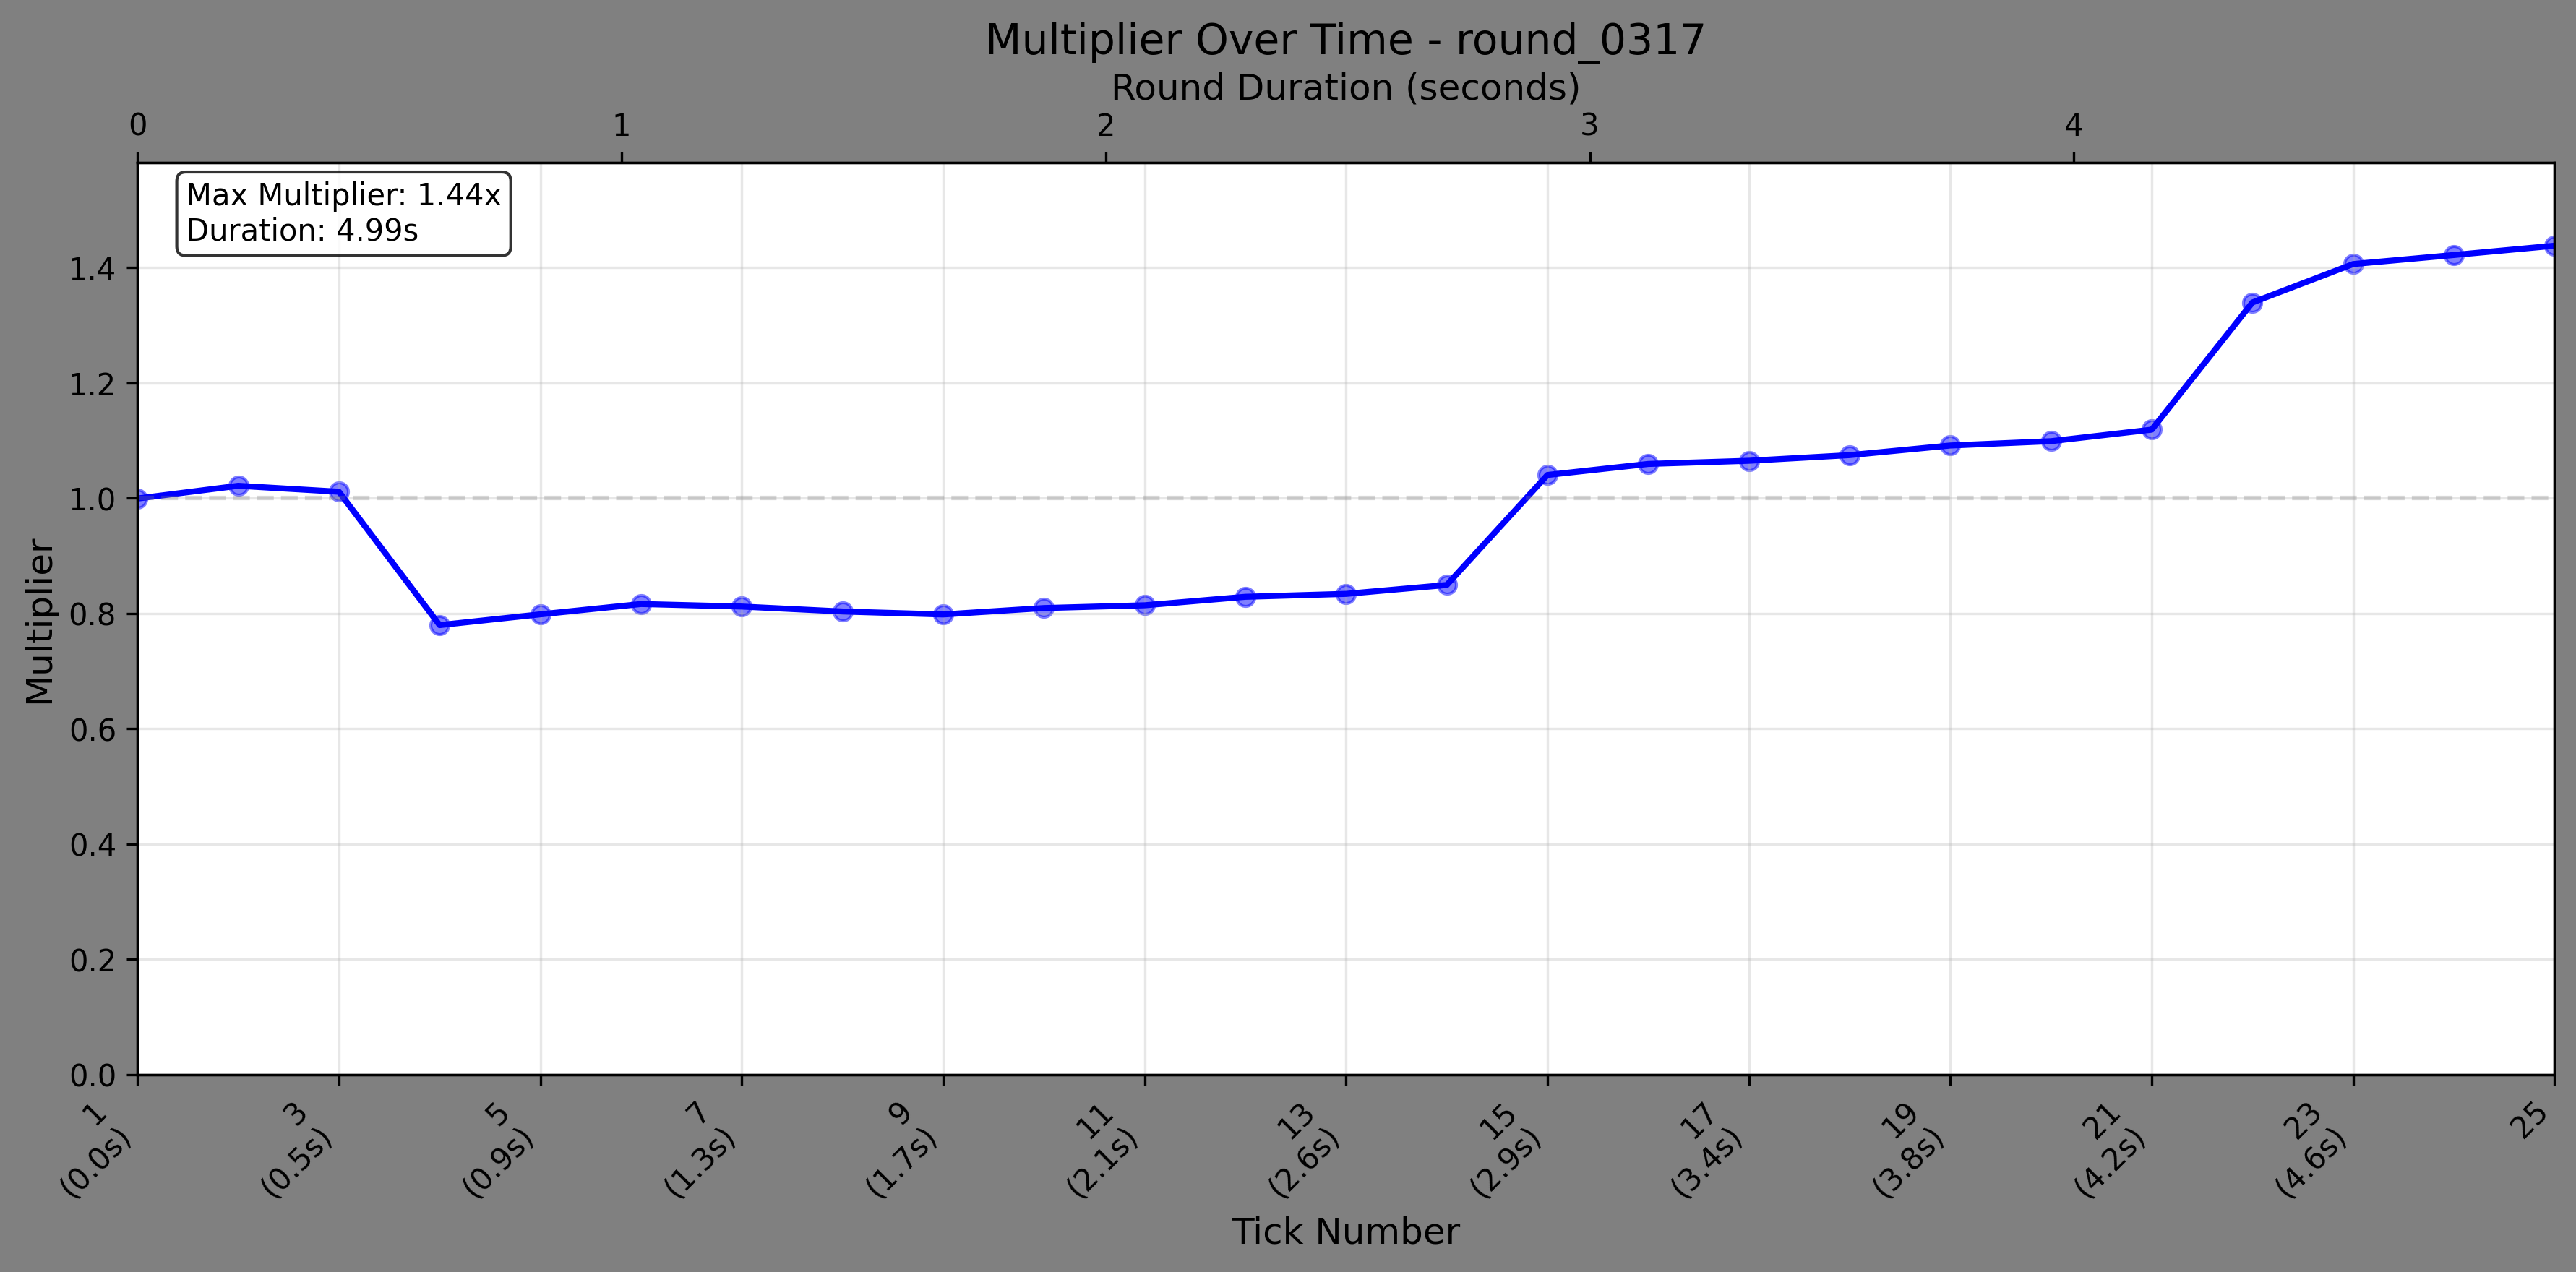 Multiplier Over Time - round_0317
Round Duration (seconds)
0 1 2 3 4
Max Multiplier: 1.44x
Duration: 4.99s
Multiplier
1.4
1.2
1.0
0.8
0.6
0.4
0.2
0.0
1
(0.0s)
3
(0.5s)
5
(0.9s)
7
(1.3s)
9
(1.7s)
11
(2.1s)
13
(2.6s)
15
(2.9s)
17
(3.4s)
19
(3.8s)
21
(4.2s)
23
(4.6s)
25
Tick Number